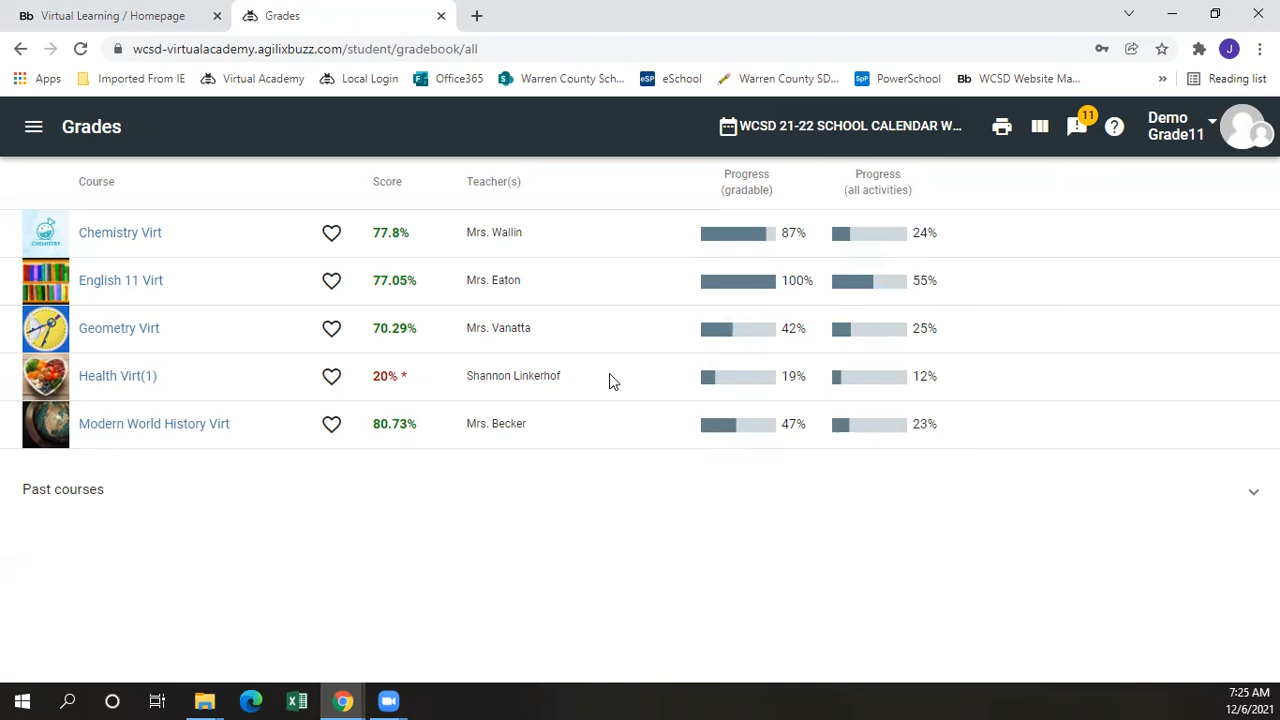 Bb Virtual Learning / Homepage
Grades
wcsd-virtualacademy.agilixbuzz.com/student/gradebook/all
J
Apps Imported From IE Virtual Academy Local Login Office365 Warren County Sch... eSP eSchool Warren County SD... SpP PowerSchool Bb WCSD Website Ma... » Reading list
Grades
WCSD 21-22 SCHOOL CALENDAR W...
11
Demo
Grade11
Course Score Teacher(s) Progress (gradable) Progress (all activities)
CHEMISTRY
Chemistry Virt 77.8% Mrs. Wallin 87% 24%
English 11 Virt 77.05% Mrs. Eaton 100% 55%
Geometry Virt 70.29% Mrs. Vanatta 42% 25%
Health Virt(1) 20% * Shannon Linkerhof 19% 12%
Modern World History Virt 80.73% Mrs. Becker 47% 23%
Past courses
7:25 AM
12/6/2021